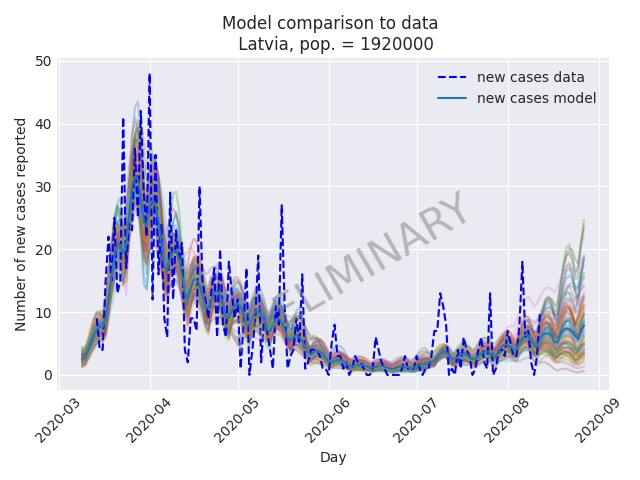 Model comparison to data
Latvia, pop. = 1920000
new cases data
new cases model
50
40
30
20
10
0
Number of new cases reported
ELIMINARY
2020-03
2020-04
2020-05
2020-06
2020-07
2020-08
2020-09
Day